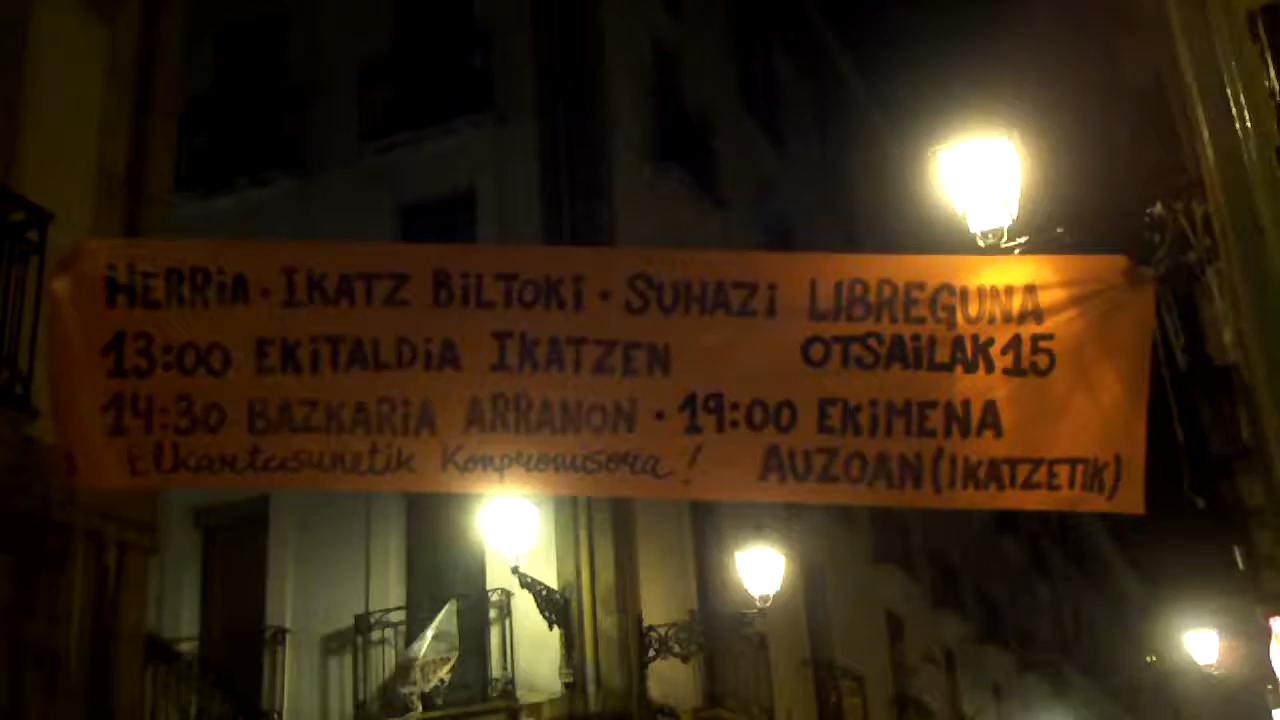 HERRIA · IKATZ BILTOKI · SUHAZI LIBREGUNA
13:00 EKITALDIA IKATZEN OTSAILAK 15
14:30 BAZKARIA ARRANON · 19:00 EKIMENA
Elkartasunetik Konpromisora! AUZOAN (IKATZETIK)